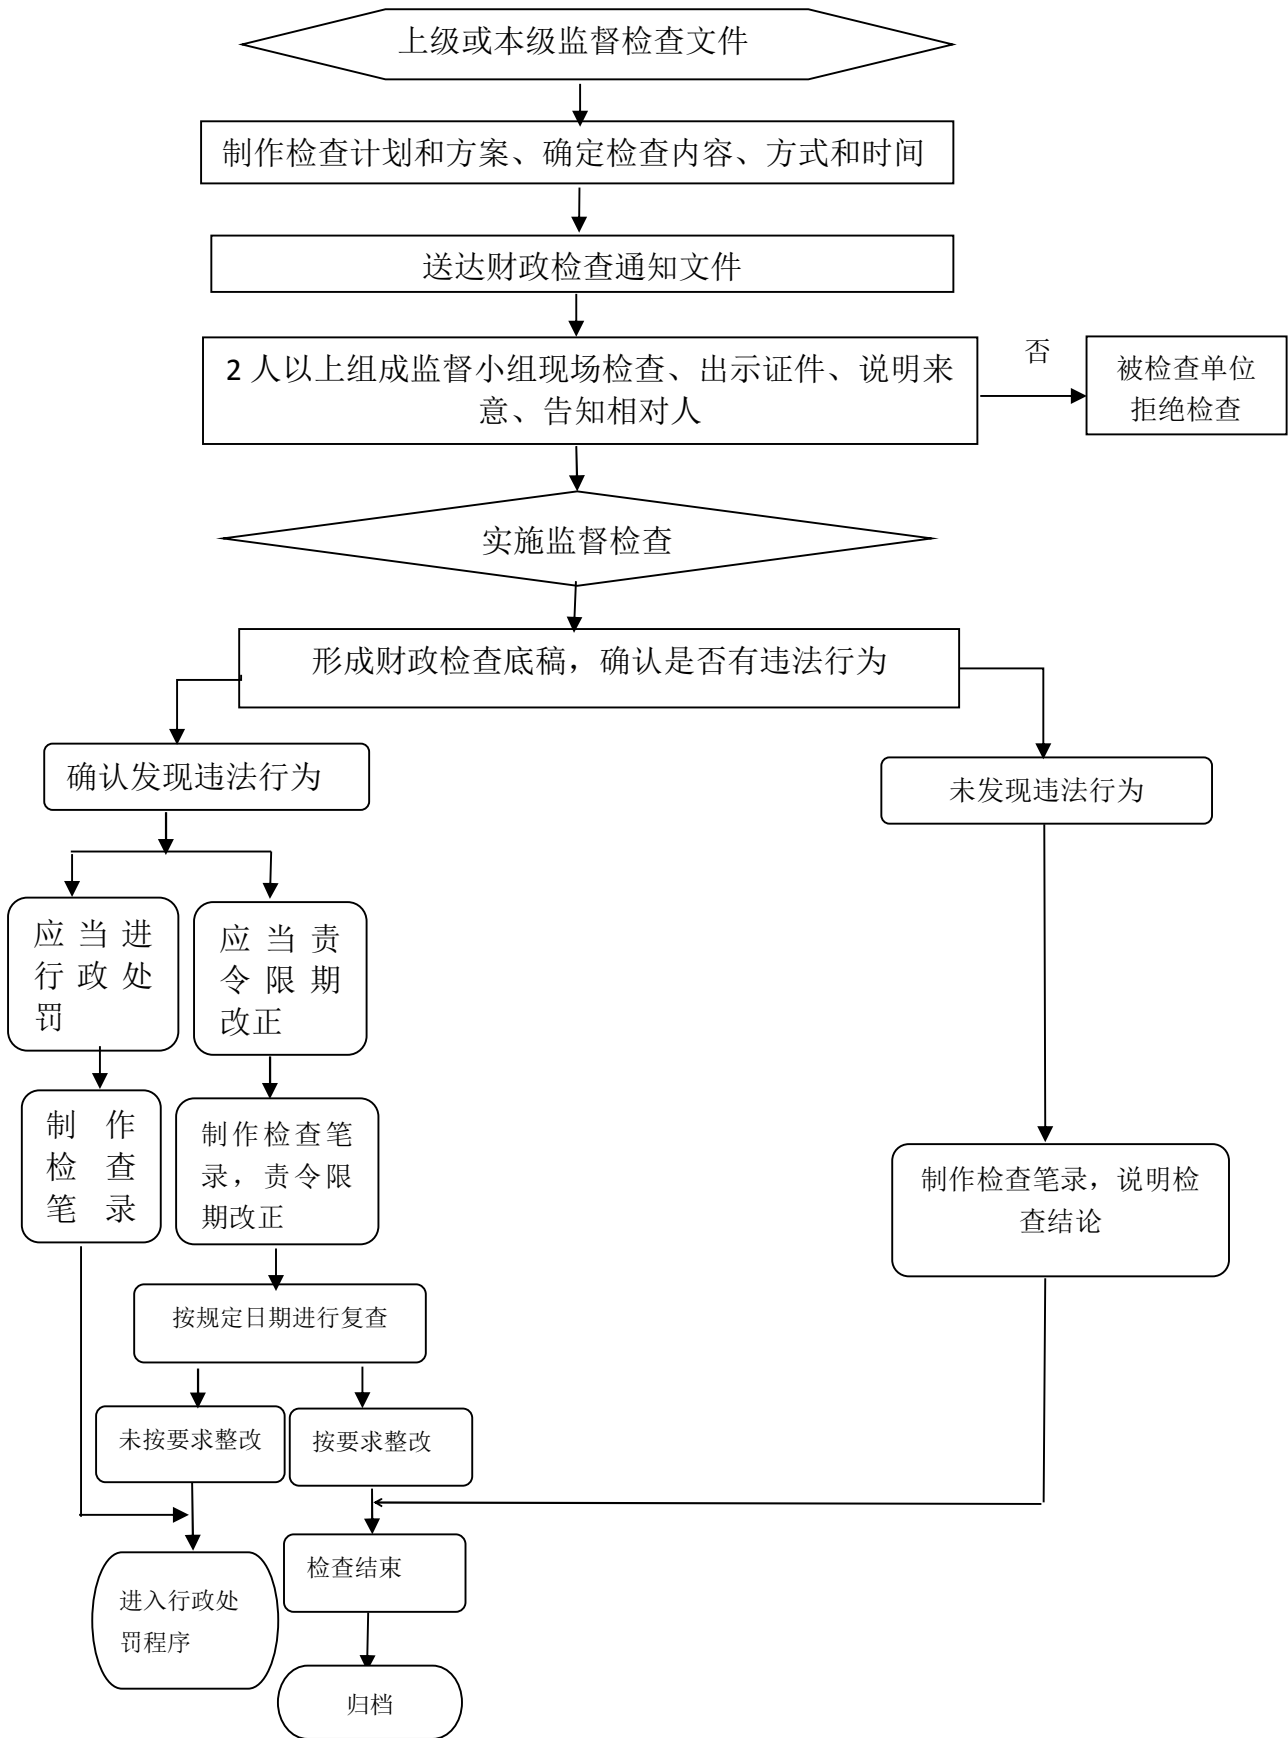 上级或本级监督检查文件
制作检查计划和方案、确定检查内容、方式和时间
送达财政检查通知文件
2 人以上组成监督小组现场检查、出示证件、说明来
意、告知相对人
否
被检查单位
拒绝检查
实施监督检查
形成财政检查底稿，确认是否有违法行为
确认发现违法行为
未发现违法行为
应当进
行政处
罚
应当责
令限期
改正
制作
检查
笔录
制作检查笔
录，责令限
期改正
制作检查笔录，说明检
查结论
按规定日期进行复查
未按要求整改
按要求整改
检查结束
进入行政处
罚程序
归档